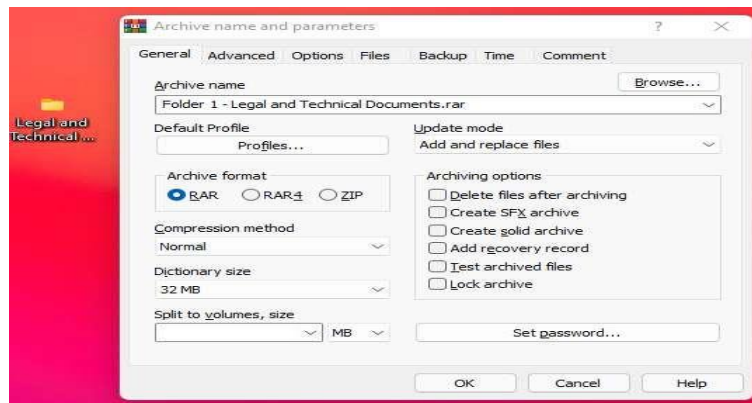 Archive name and parameters
?
General Advanced Options Files Backup Time Comment
Archive name
Browse...
Folder 1 - Legal and Technical Documents.rar
Legal and
Technical ...
Default Profile
Update mode
Profiles...
Add and replace files
Archive format
Archiving options
RAR RAR4 ZIP
Delete files after archiving
Create SFX archive
Compression method
Create solid archive
Normal
Add recovery record
Dictionary size
Test archived files
32 MB
Lock archive
Split to volumes, size
MB
Set password...
OK Cancel Help